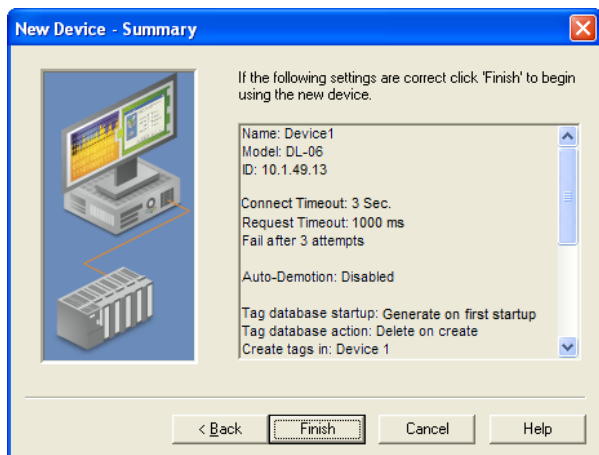 New Device - Summary
If the following settings are correct click 'Finish' to begin
using the new device.
Name: Device1
Model: DL-06
ID: 10.1.49.13
Connect Timeout: 3 Sec.
Request Timeout: 1000 ms
Fail after 3 attempts
Auto-Demotion: Disabled
Tag database startup: Generate on first startup
Tag database action: Delete on create
Create tags in: Device 1
< Back
Finish
Cancel
Help